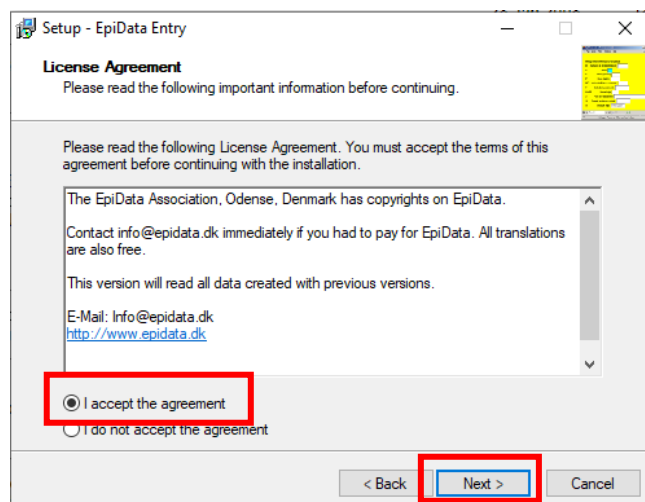 Setup - EpiData Entry
License Agreement
Please read the following important information before continuing.
Please read the following License Agreement. You must accept the terms of this
agreement before continuing with the installation.
The EpiData Association, Odense, Denmark has copyrights on EpiData.
Contact info@epidata.dk immediately if you had to pay for EpiData. All translations
are also free.
This version will read all data created with previous versions.
E-Mail: Info@epidata.dk
http://www.epidata.dk
I accept the agreement
I do not accept the agreement
< Back
Next >
Cancel